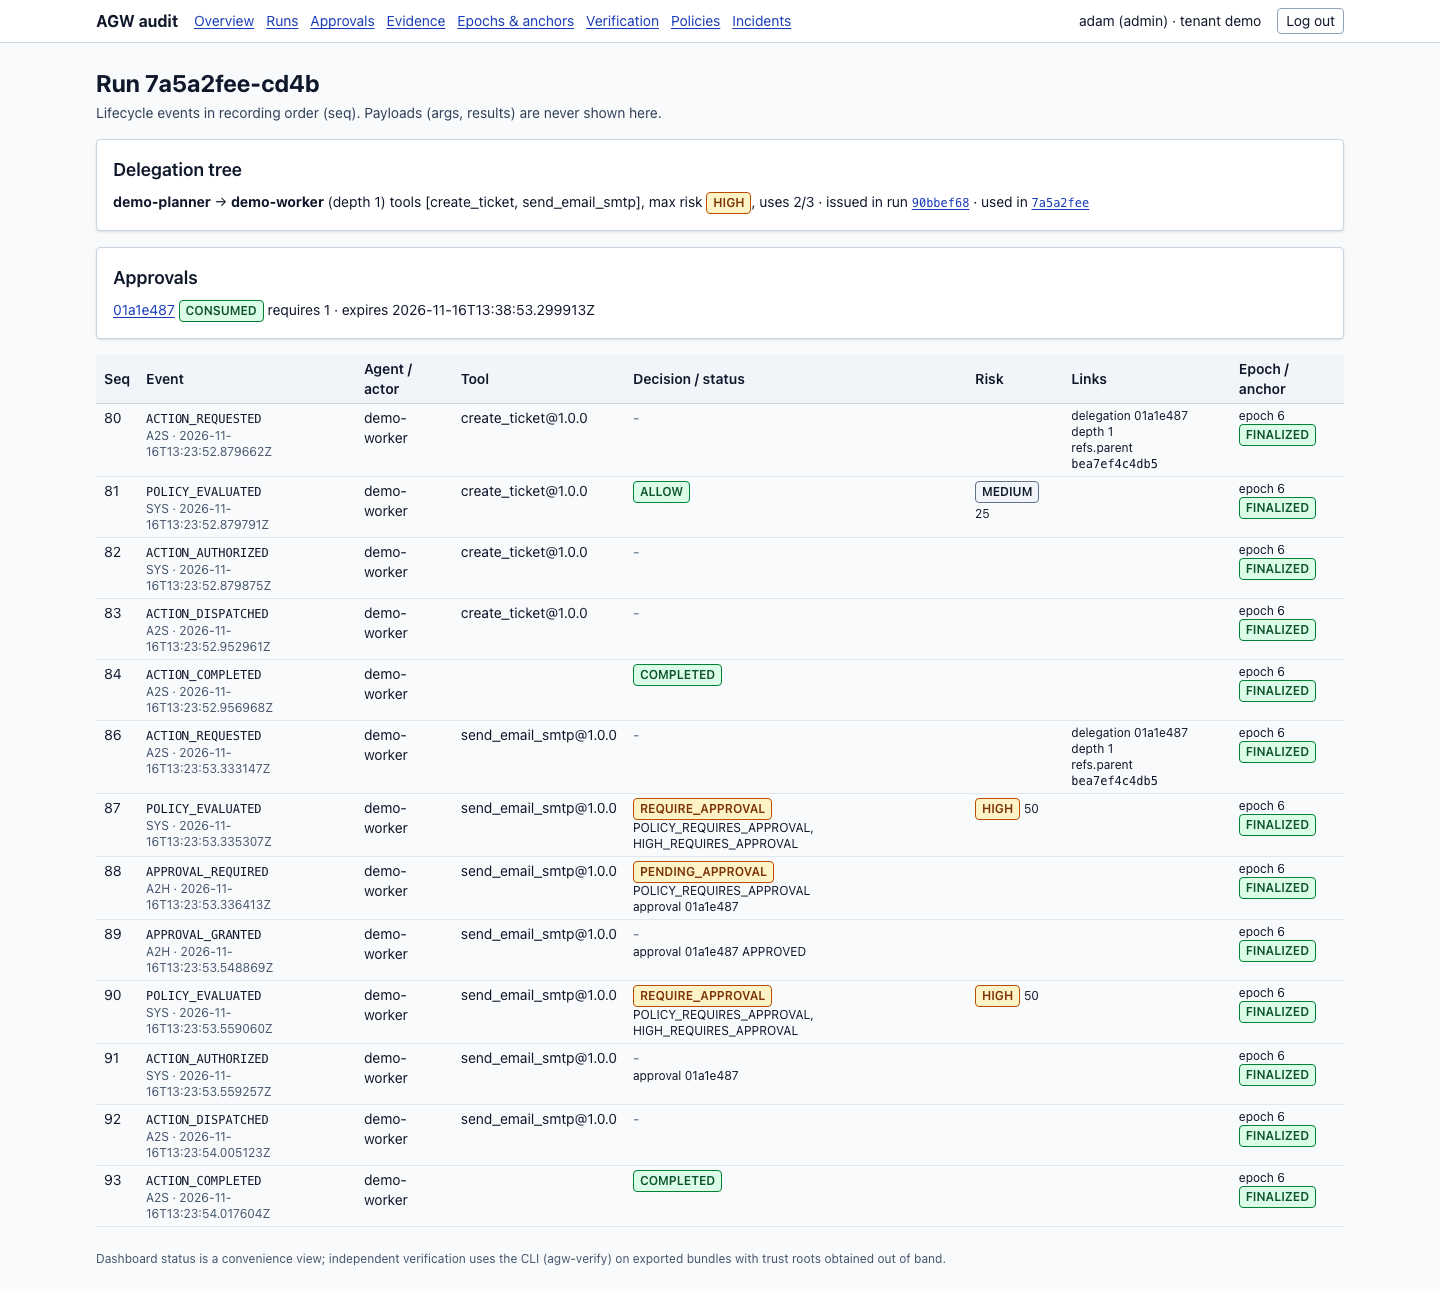 AGW audit Overview Runs Approvals Evidence Epochs & anchors Verification Policies Incidents adam (admin) · tenant demo Log out
Run 7a5a2fee-cd4b
Lifecycle events in recording order (seq). Payloads (args, results) are never shown here.
Delegation tree
demo-planner → demo-worker (depth 1) tools [create_ticket, send_email_smtp], max risk HIGH, uses 2/3 · issued in run 90bbef68 · used in 7a5a2fee
Approvals
01a1e487 CONSUMED requires 1 · expires 2026-11-16T13:38:53.299913Z
Seq Event Agent / actor Tool Decision / status Risk Links Epoch / anchor
80 ACTION_REQUESTED demo- create_ticket@1.0.0 - delegation 01a1e487 epoch 6
A2S · 2026-11- worker depth 1 FINALIZED
16T13:23:52.879662Z refs.parent
bea7ef4c4db5
81 POLICY_EVALUATED demo- create_ticket@1.0.0 ALLOW MEDIUM epoch 6
SYS · 2026-11- worker 25 FINALIZED
16T13:23:52.879791Z
82 ACTION_AUTHORIZED demo- create_ticket@1.0.0 - epoch 6
SYS · 2026-11- worker FINALIZED
16T13:23:52.879875Z
83 ACTION_DISPATCHED demo- create_ticket@1.0.0 - epoch 6
A2S · 2026-11- worker FINALIZED
16T13:23:52.952961Z
84 ACTION_COMPLETED demo- COMPLETED epoch 6
A2S · 2026-11- worker FINALIZED
16T13:23:52.956968Z
86 ACTION_REQUESTED demo- send_email_smtp@1.0.0 - delegation 01a1e487 epoch 6
A2S · 2026-11- worker depth 1 FINALIZED
16T13:23:53.333147Z refs.parent
bea7ef4c4db5
87 POLICY_EVALUATED demo- send_email_smtp@1.0.0 REQUIRE_APPROVAL HIGH 50 epoch 6
SYS · 2026-11- worker POLICY_REQUIRES_APPROVAL, FINALIZED
16T13:23:53.335307Z HIGH_REQUIRES_APPROVAL
88 APPROVAL_REQUIRED demo- send_email_smtp@1.0.0 PENDING_APPROVAL epoch 6
A2H · 2026-11- worker POLICY_REQUIRES_APPROVAL FINALIZED
16T13:23:53.336413Z approval 01a1e487
89 APPROVAL_GRANTED demo- send_email_smtp@1.0.0 - epoch 6
A2H · 2026-11- worker approval 01a1e487 APPROVED FINALIZED
16T13:23:53.548869Z
90 POLICY_EVALUATED demo- send_email_smtp@1.0.0 REQUIRE_APPROVAL HIGH 50 epoch 6
SYS · 2026-11- worker POLICY_REQUIRES_APPROVAL, FINALIZED
16T13:23:53.559060Z HIGH_REQUIRES_APPROVAL
91 ACTION_AUTHORIZED demo- send_email_smtp@1.0.0 - epoch 6
SYS · 2026-11- worker approval 01a1e487 FINALIZED
16T13:23:53.559257Z
92 ACTION_DISPATCHED demo- send_email_smtp@1.0.0 - epoch 6
A2S · 2026-11- worker FINALIZED
16T13:23:54.005123Z
93 ACTION_COMPLETED demo- COMPLETED epoch 6
A2S · 2026-11- worker FINALIZED
16T13:23:54.017604Z
Dashboard status is a convenience view; independent verification uses the CLI (agw-verify) on exported bundles with trust roots obtained out of band.